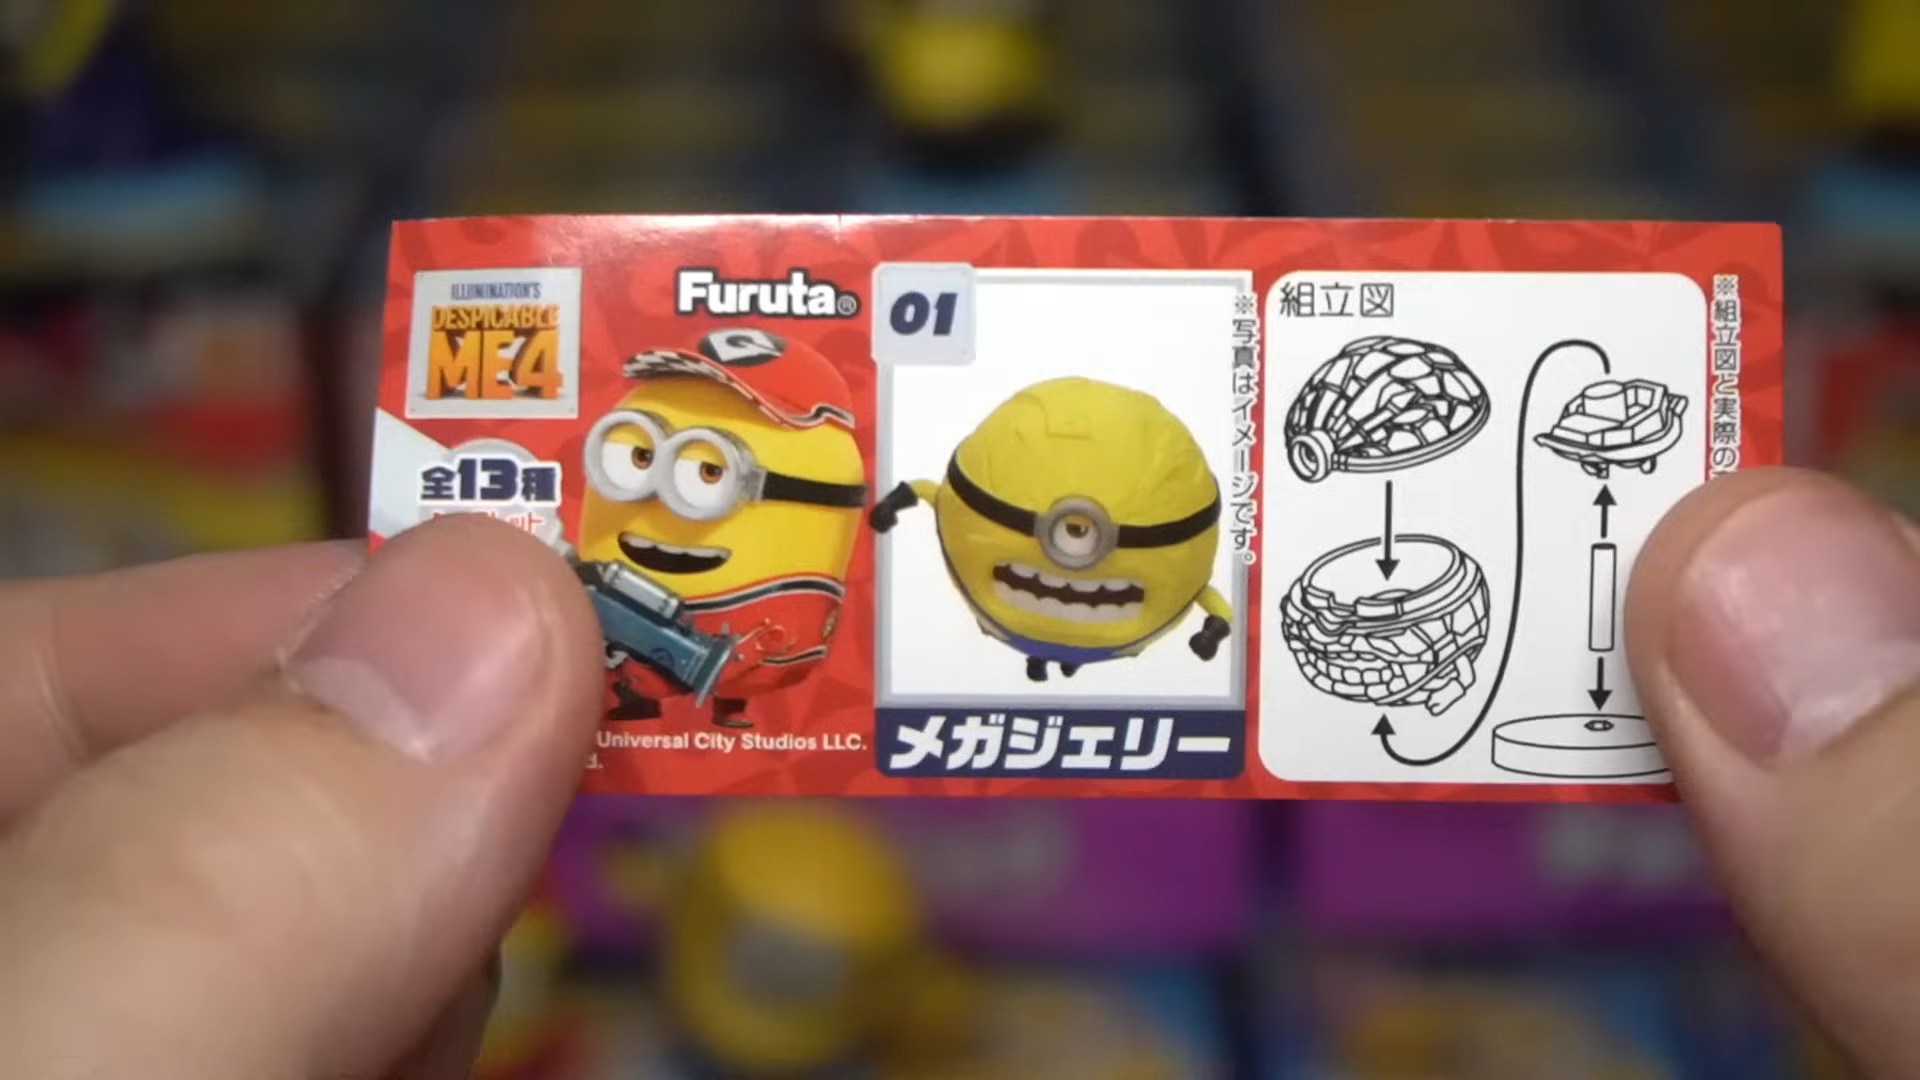 ILLUMINATION'S
DESPICABLE
ME4
Furuta®
全13種
Universal City Studios LLC.
d.
01
※写真はイメージです。
メガジェリー
組立図
※組立図と実際の